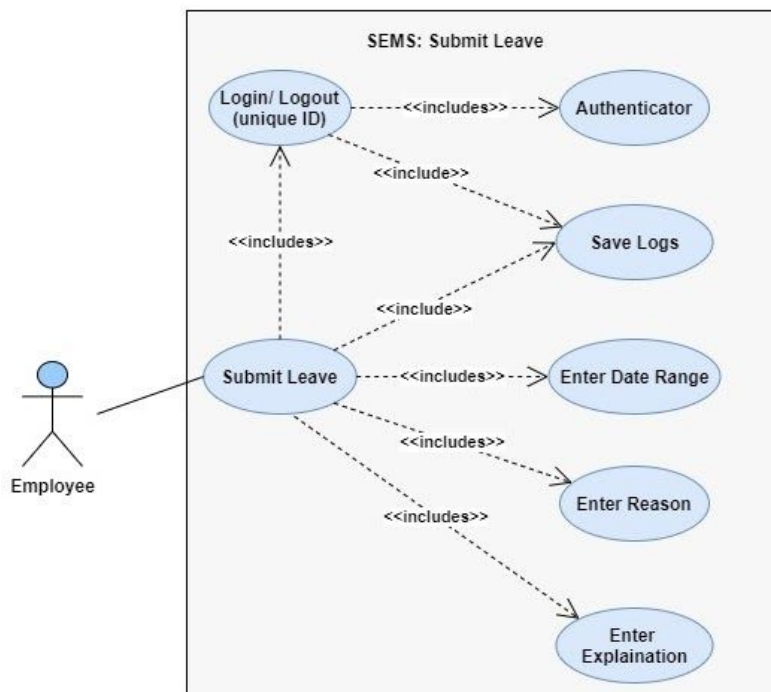 SEMS: Submit Leave
Login/ Logout
(unique ID)
<<includes>>
Authenticator
<<include>>
<<includes>>
Save Logs
<<include>>
Submit Leave
<<includes>>
Enter Date Range
<<includes>>
Employee
Enter Reason
<<includes>>
Enter
Explaination